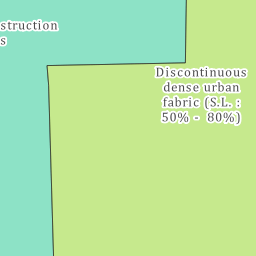 struction
s
Discontinuous
dense urban
fabric (S.L. :
50% - 80%)